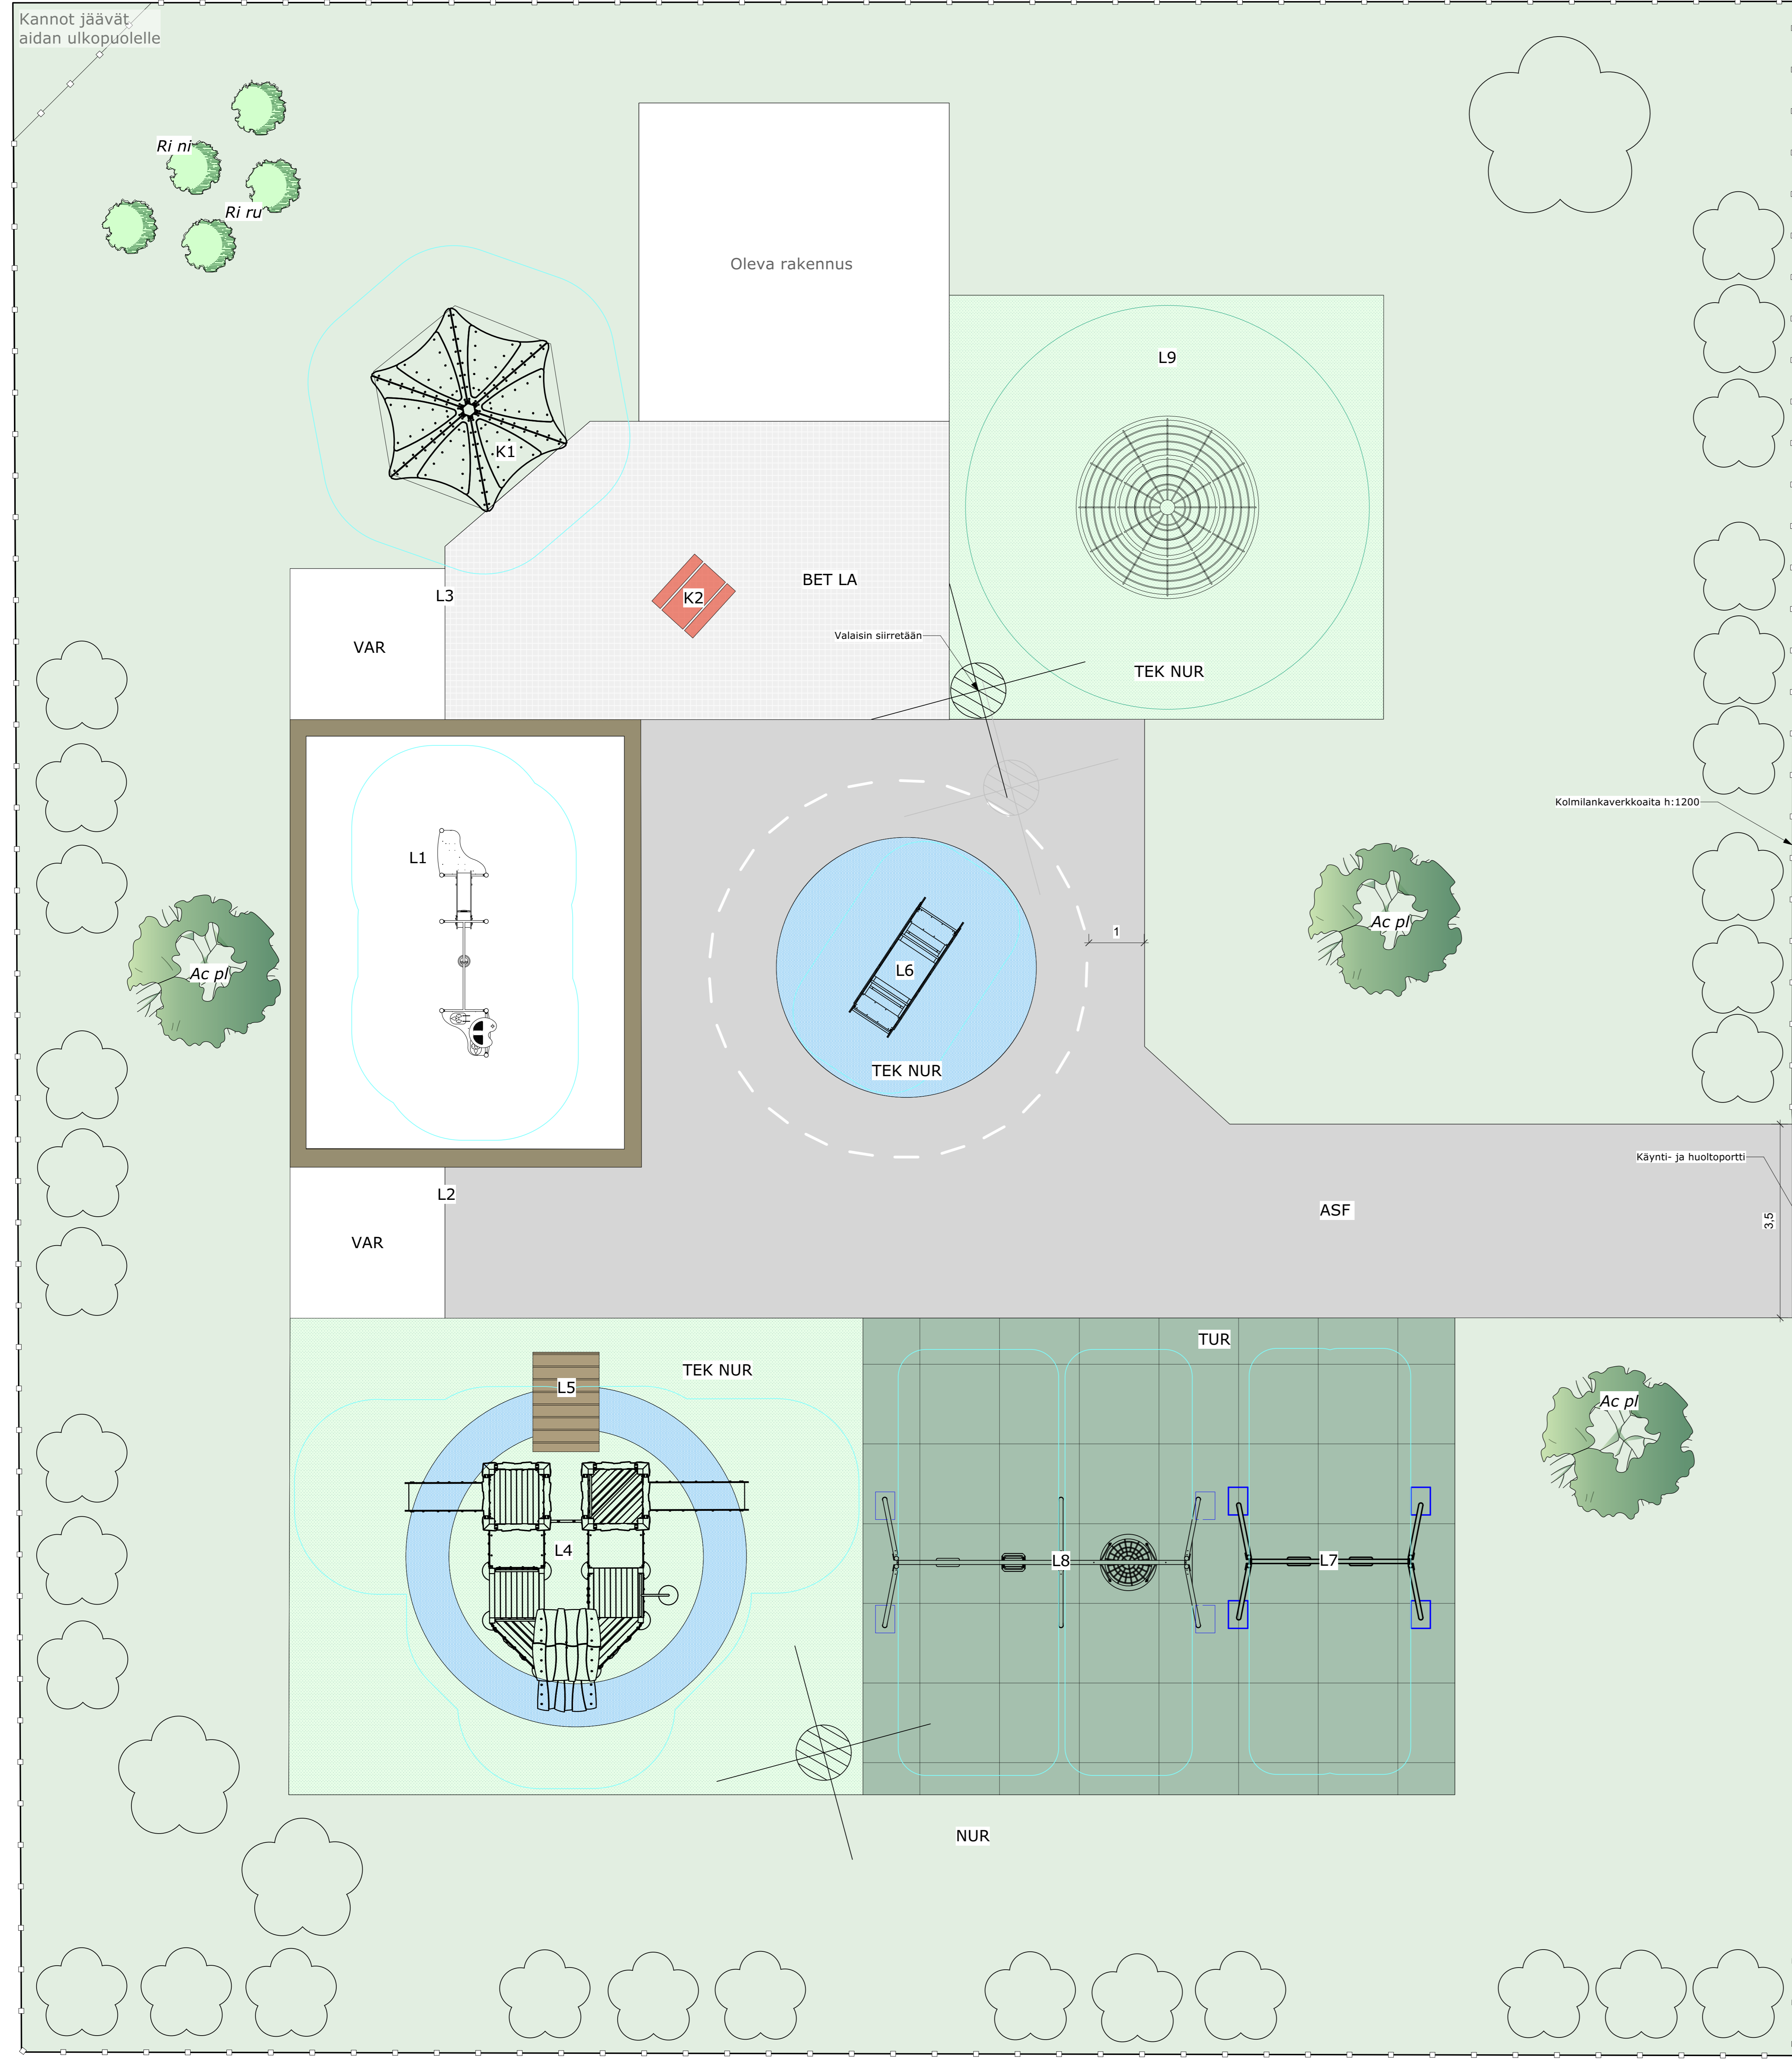 Kannot jäävät
aidan ulkopuolelle
Ri ni
Ri ru
Oleva rakennus
L9
K1
BET LA
K2
L3
VAR
Valaisin siirretään
TEK NUR
Kolmilankaverkkoaita h:1200
L1
Ac pl
1
L6
Ac pl
TEK NUR
Käynti- ja huoltoportti
L2
ASF
3,5
VAR
TUR
TEK NUR
L5
Ac pl
L4
L8
L7
NUR